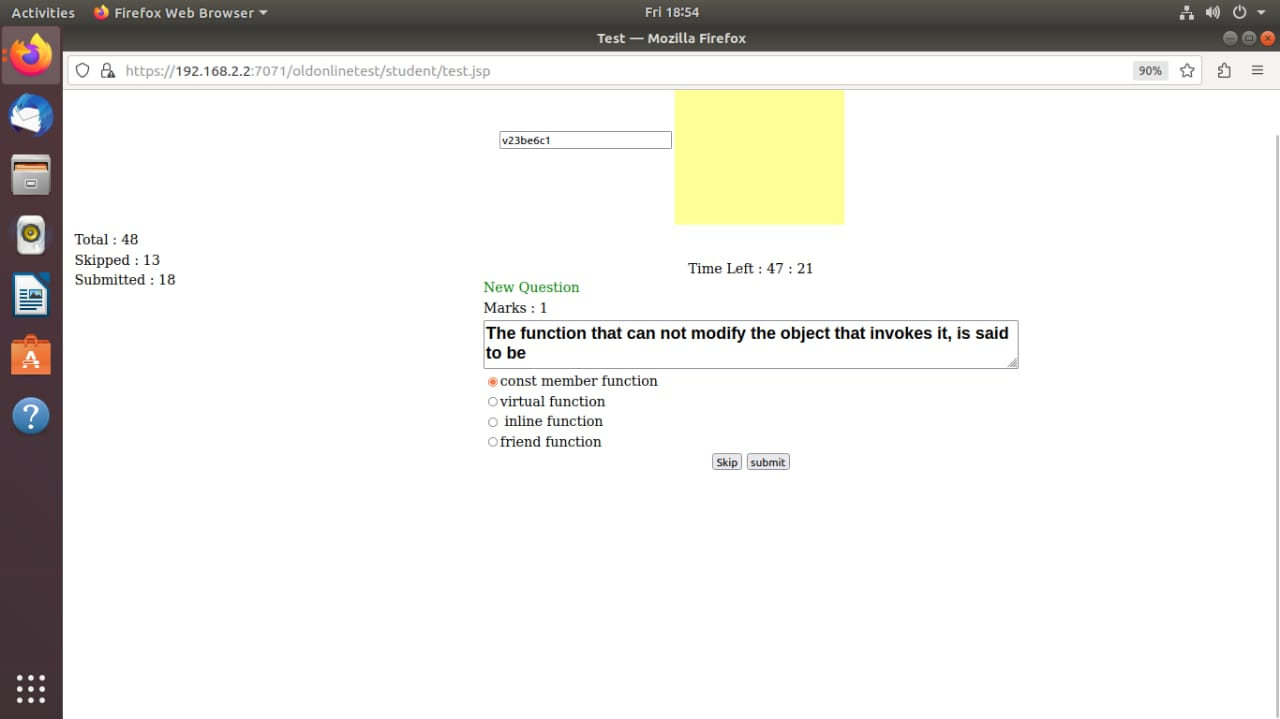 Activities
Firefox Web Browser
Fri 18:54
Test — Mozilla Firefox
https://192.168.2.2:7071/oldonlinetest/student/test.jsp
90%
v23be6c1
Total : 48
Skipped : 13
Submitted : 18
Time Left : 47 : 21
New Question
Marks : 1
The function that can not modify the object that invokes it, is said
to be
const member function
virtual function
inline function
friend function
Skip submit